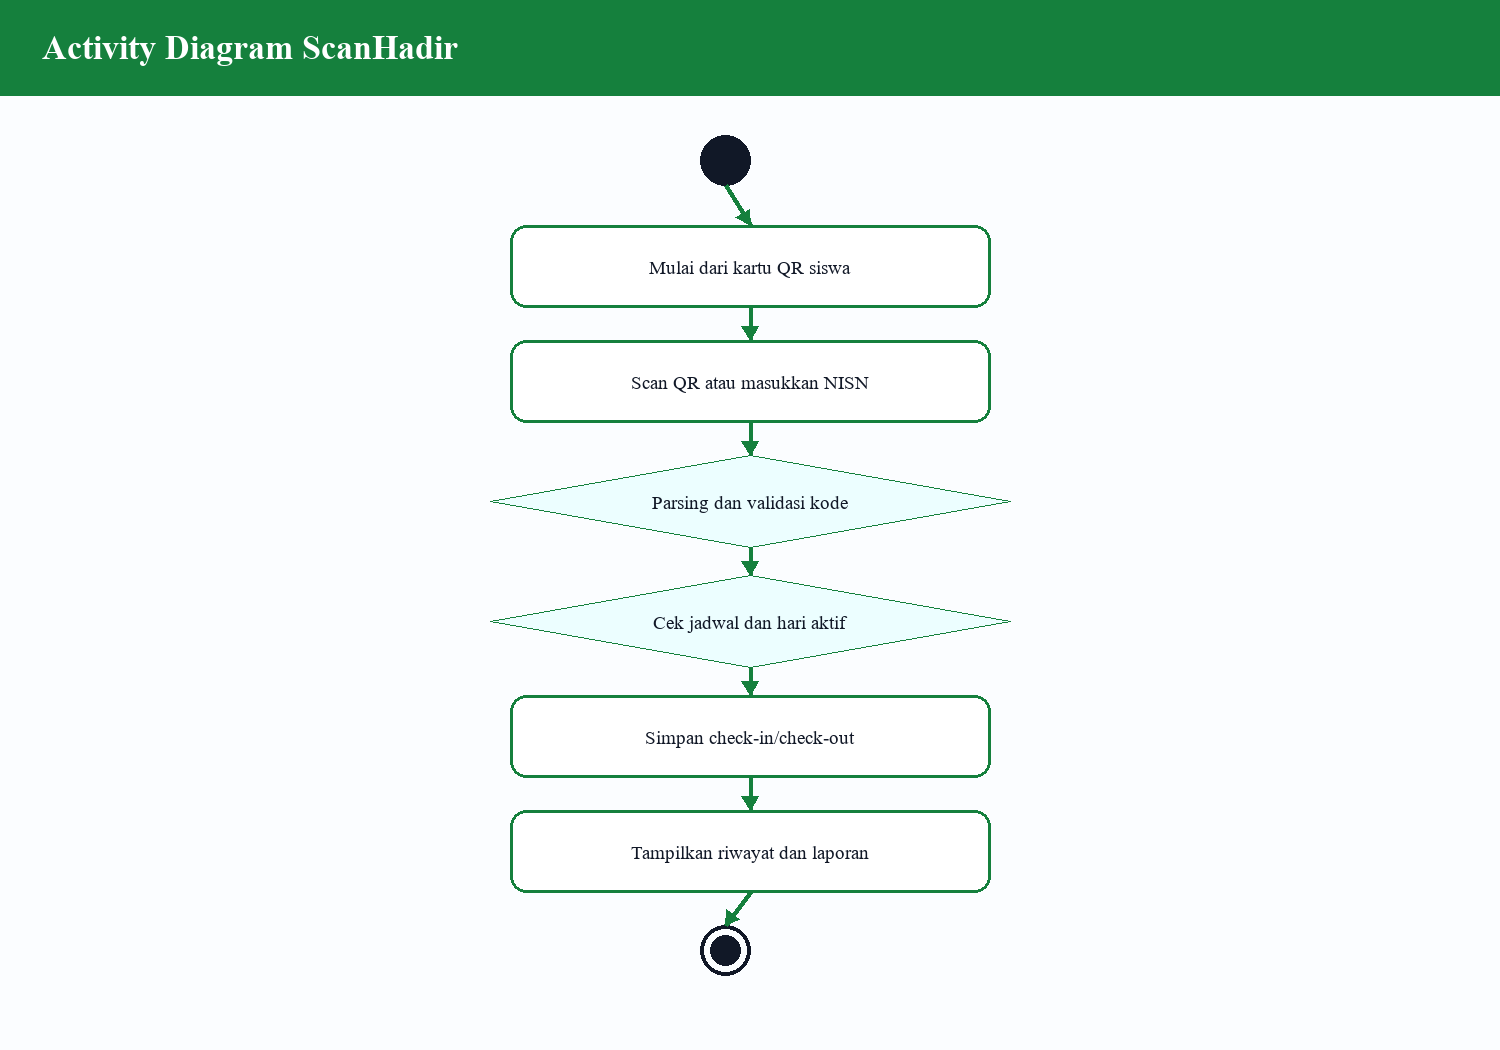 Activity Diagram ScanHadir
Mulai dari kartu QR siswa
Scan QR atau masukkan NISN
Parsing dan validasi kode
Cek jadwal dan hari aktif
Simpan check-in/check-out
Tampilkan riwayat dan laporan